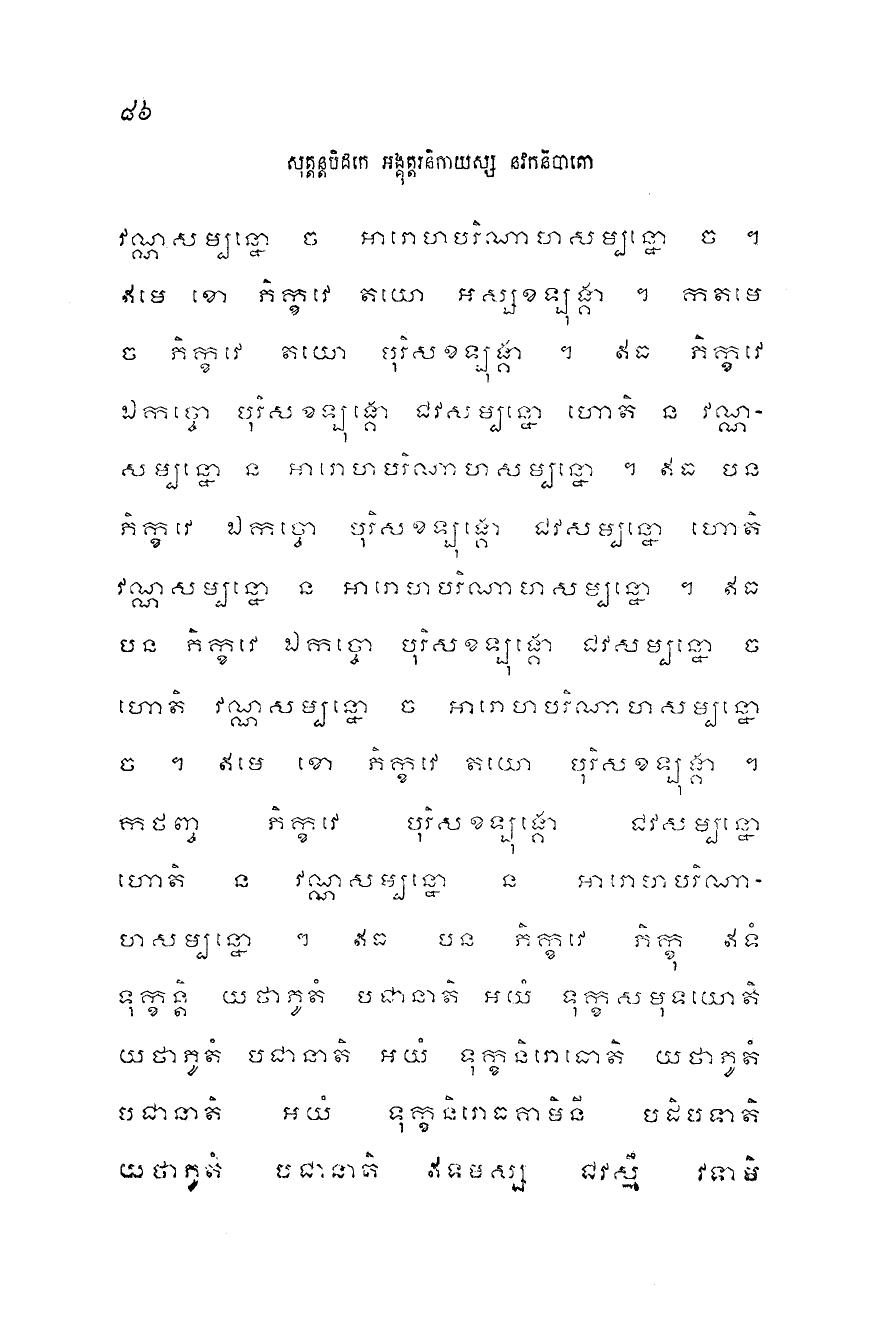 ៨៦
សុត្តន្តបិដកេ អង្គុត្តរនិកាយស្ស នវកនិបាតោ
វណ្ណសម្បន្នោ ច អារោហបរិណាហសម្បន្នោ ច ។
ឥមេ ខោ ភិក្ខវេ តយោ អស្សខឡុង្កា ។ កតមេ
ច ភិក្ខវេ តយោ បុរិសខឡុង្កា ។ ឥធ ភិក្ខវេ
ឯកច្ចោ បុរិសខឡុង្កោ ជវសម្បន្នោ ហោតិ ន វណ្ណ-
សម្បន្នោ ន អារោហបរិណាហសម្បន្នោ ។ ឥធ បន
ភិក្ខវេ ឯកច្ចោ បុរិសខឡុង្កោ ជវសម្បន្នោ ហោតិ
វណ្ណសម្បន្នោ ន អារោហបរិណាហសម្បន្នោ ។ ឥធ
បន ភិក្ខវេ ឯកច្ចោ បុរិសខឡុង្កោ ជវសម្បន្នោ ច
ហោតិ វណ្ណសម្បន្នោ ច អារោហបរិណាហសម្បន្នោ
ច ។ ឥមេ ខោ ភិក្ខវេ តយោ បុរិសខឡុង្កា ។
កថញ្ច ភិក្ខវេ បុរិសខឡុង្កោ ជវសម្បន្នោ
ហោតិ ន វណ្ណសម្បន្នោ ន អារោហបរិណា-
ហសម្បន្នោ ។ ឥធ បន ភិក្ខវេ ភិក្ខុ ឥទំ
ទុក្ខន្តិ យថាភូតំ បជានាតិ អយំ ទុក្ខសមុទយោតិ
យថាភូតំ បជានាតិ អយំ ទុក្ខនិរោធោតិ យថាភូតំ
បជានាតិ អយំ ទុក្ខនិរោធគាមិនី បដិបទាតិ
យថាភូតំ បជានាតិ ឥទមស្ស ជវស្មឹ វទាមិ